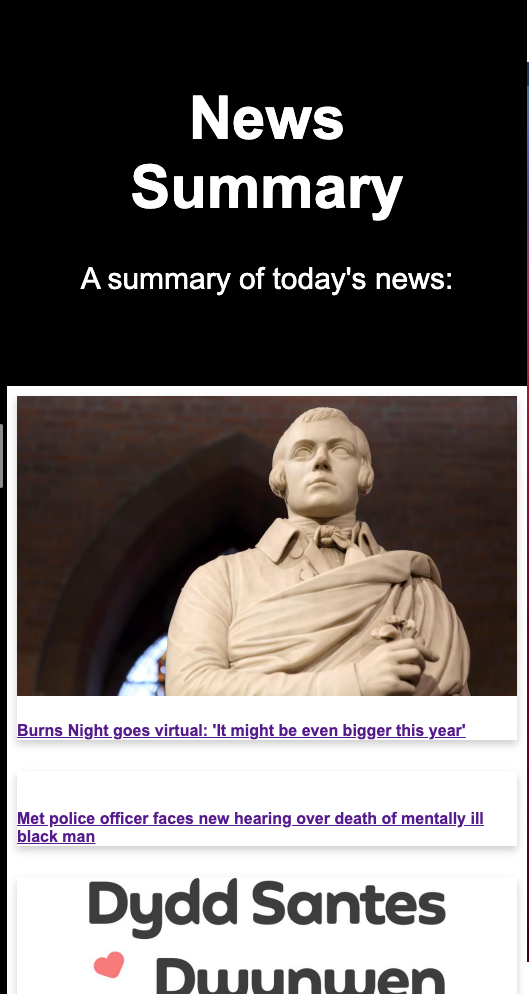 News
Summary
A summary of today's news:
Burns Night goes virtual: 'It might be even bigger this year'
Met police officer faces new hearing over death of mentally ill
black man
Dydd Santes
Dwynwen